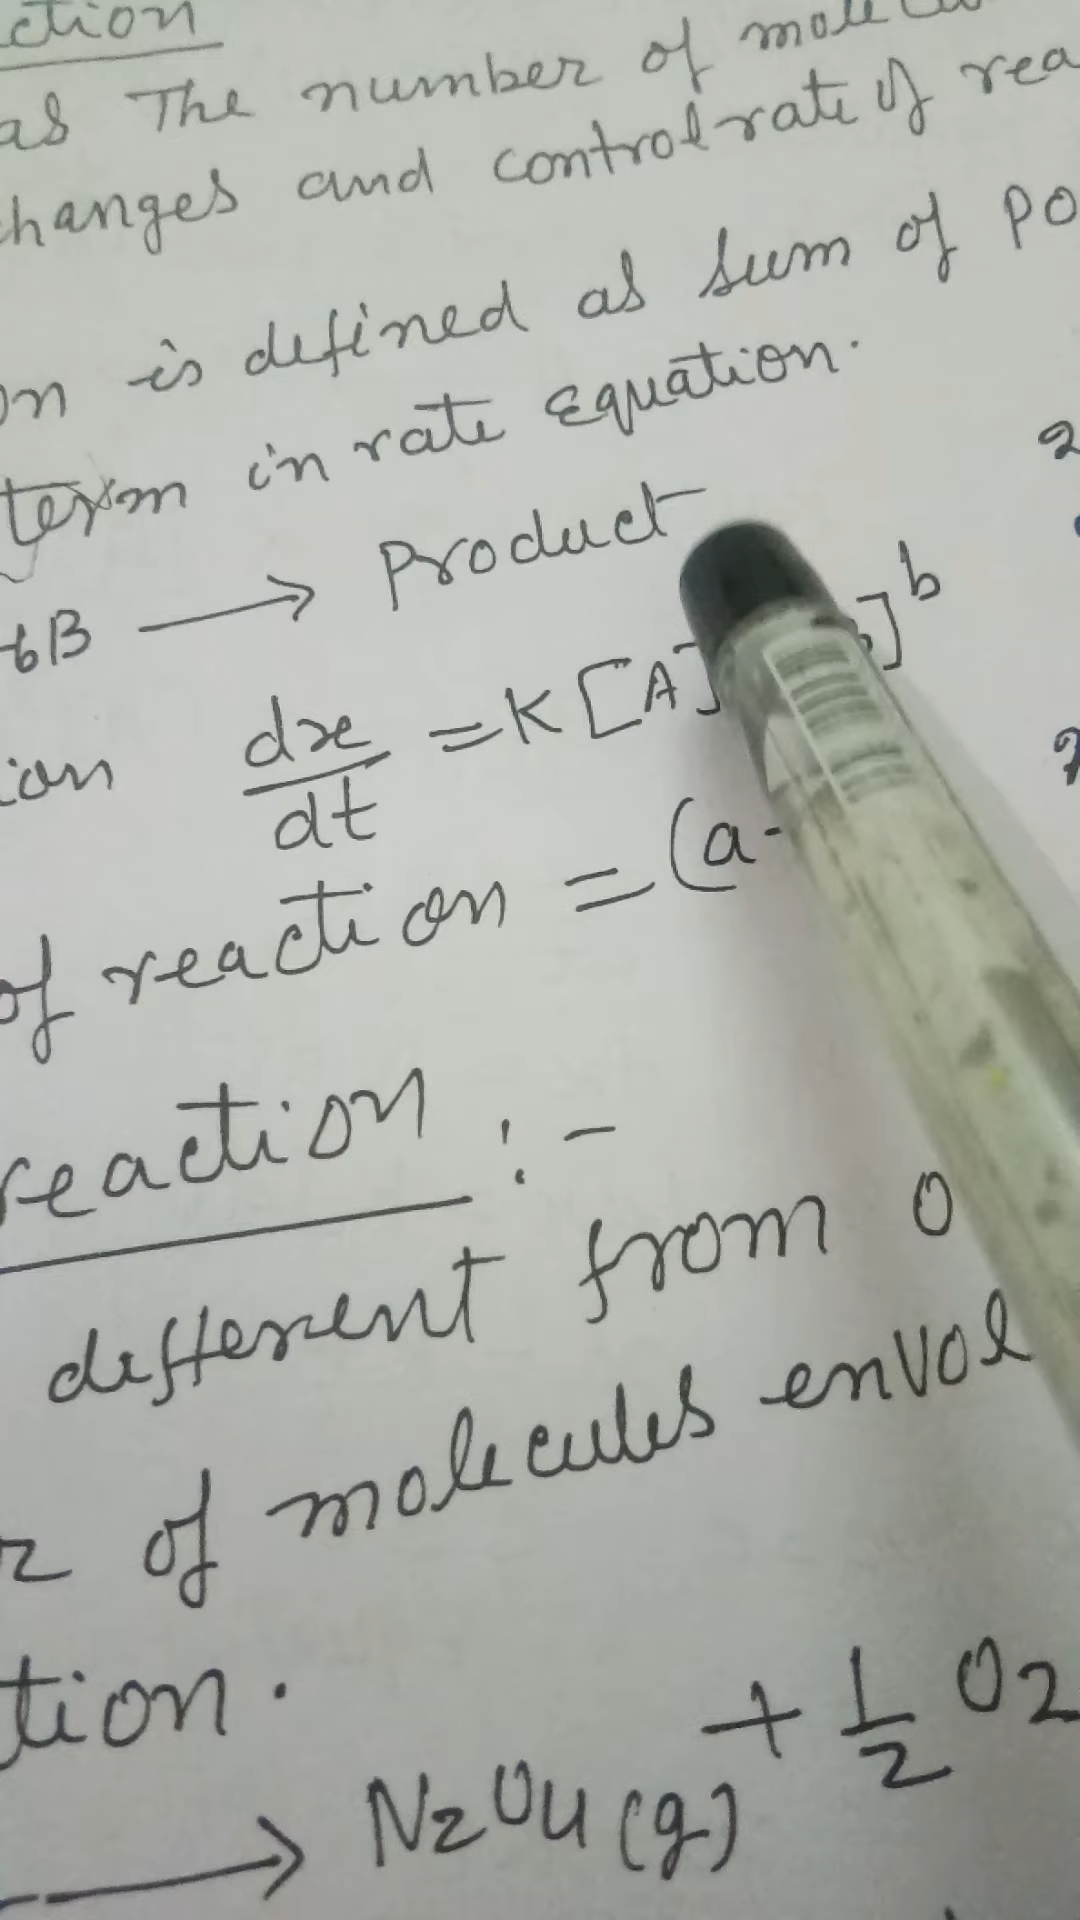 ction
as The number of molecu
hanges and control rate of rea
on is defined as sum of po
term in rate Equation.
bB → Product
ion dx/dt = K[A] ]^b
of reaction = (a-
reaction :-
different from o
r of molecules envol
tion.
→ N2O4(g) + 1/2 O2